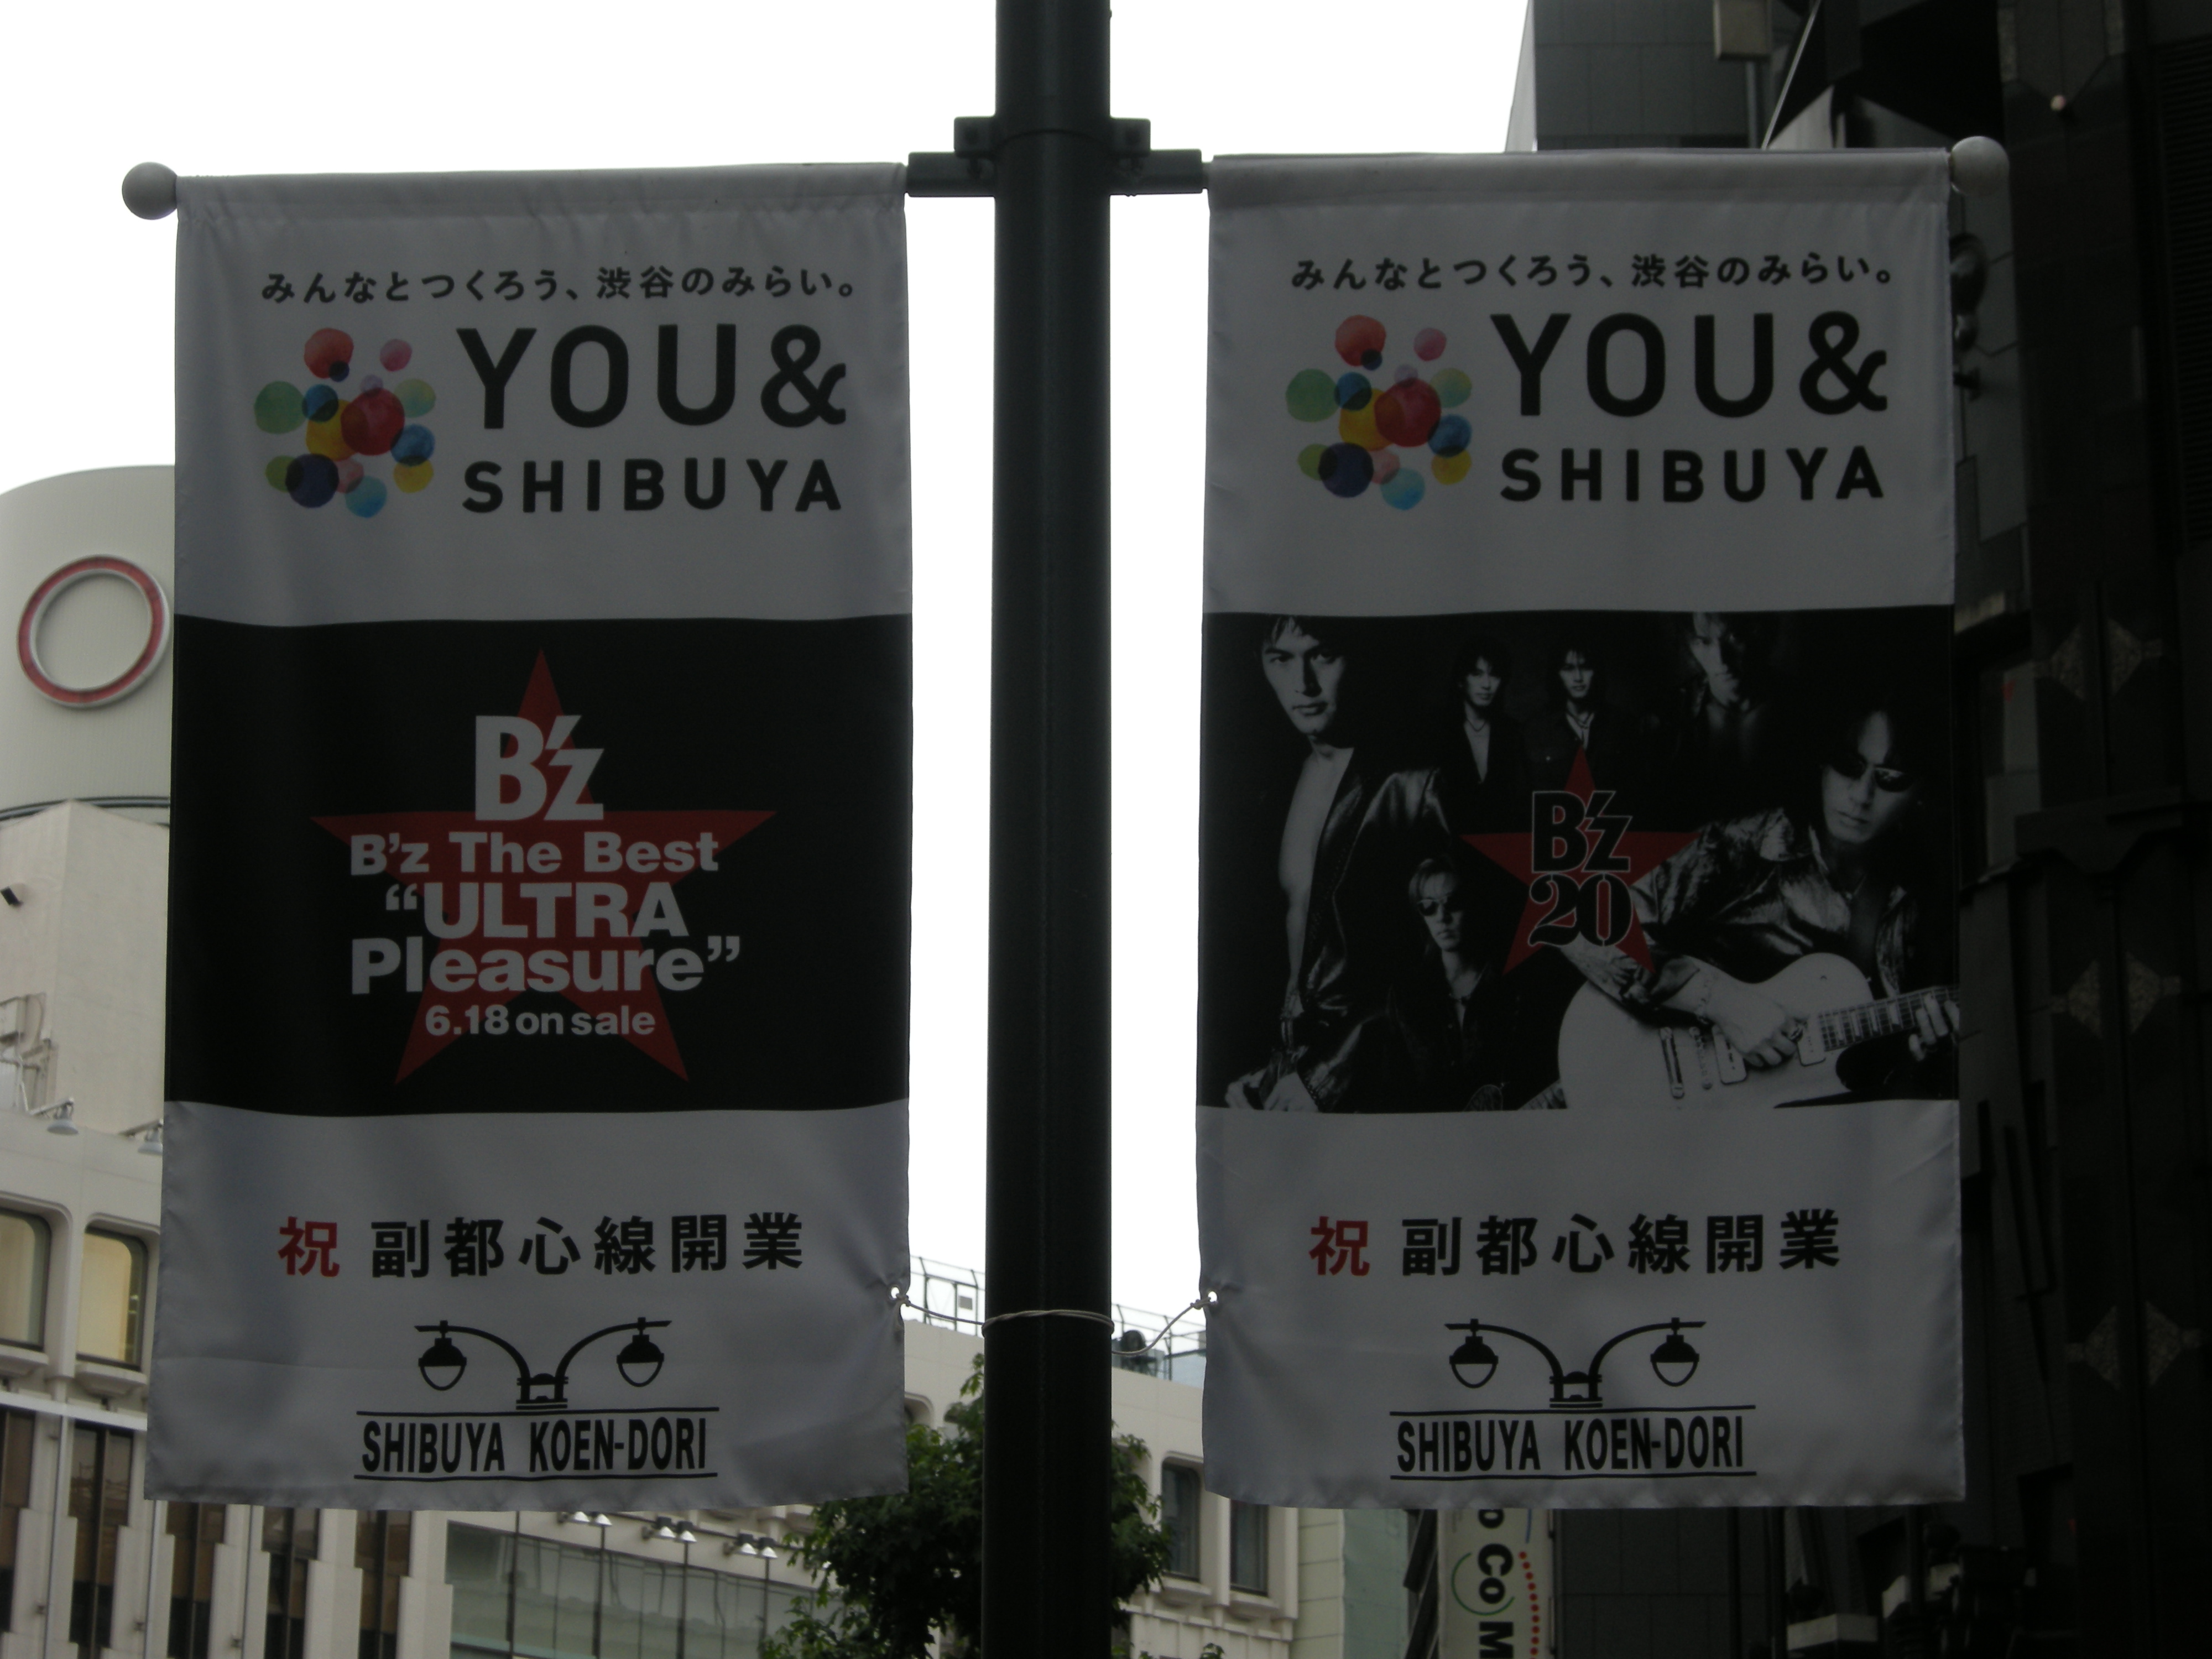 みんなとつくろう、渋谷のみらい。
YOU&
SHIBUYA
B'z
B'z The Best
“ULTRA
Pleasure”
6.18 on sale
祝 副都心線開業
SHIBUYA KOEN-DORI
みんなとつくろう、渋谷のみらい。
YOU&
SHIBUYA
B'z
20
祝 副都心線開業
SHIBUYA KOEN-DORI